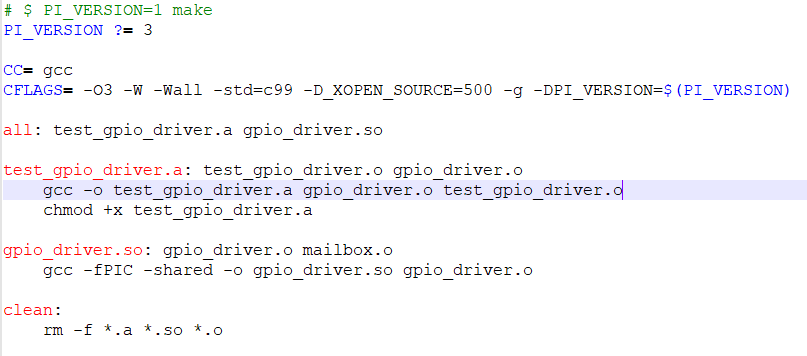 # $ PI_VERSION=1 make
PI_VERSION ?= 3
CC= gcc
CFLAGS= -O3 -W -Wall -std=c99 -D_XOPEN_SOURCE=500 -g -DPI_VERSION=$(PI_VERSION)
all: test_gpio_driver.a gpio_driver.so
test_gpio_driver.a: test_gpio_driver.o gpio_driver.o
    gcc -o test_gpio_driver.a gpio_driver.o test_gpio_driver.o
    chmod +x test_gpio_driver.a
gpio_driver.so: gpio_driver.o mailbox.o
    gcc -fPIC -shared -o gpio_driver.so gpio_driver.o
clean:
    rm -f *.a *.so *.o